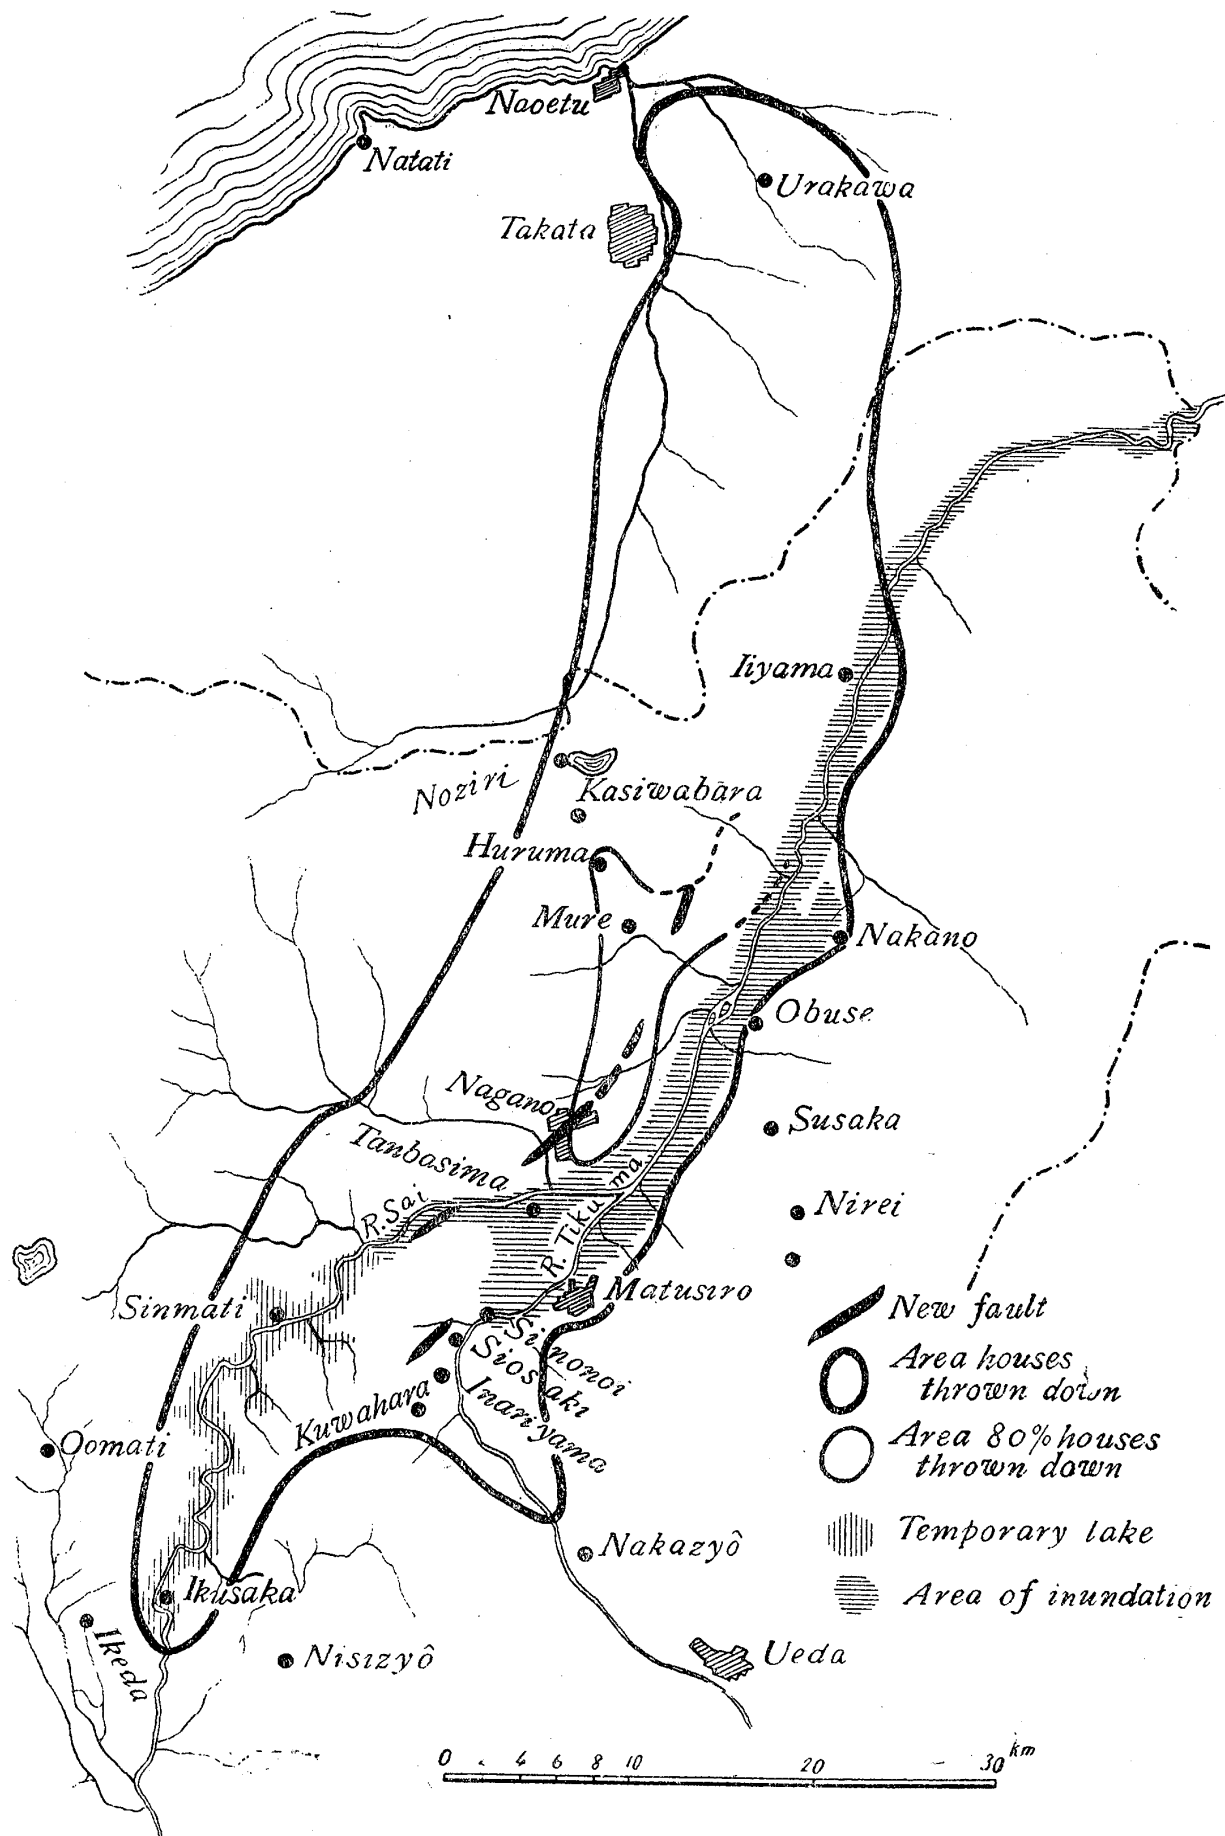 Naoetu
Natati
Urakawa
Takata
Iiyama
Noziri
Kasiwabara
Huruma
Mure
Nakano
Obuse
Nagano
Susaka
Tanbasima
R. Sai
R. Tikuma
Nirei
Sinmati
Matusiro
Sinonoi
Siosaki
Inariyama
Kuwahara
Oomati
New fault
Area houses
thrown down
Area 80% houses
thrown down
Temporary lake
Area of inundation
Nakazyô
Ikusaka
Ikeda
Nisizyô
Ueda
0 4 6 8 10 20 30 km